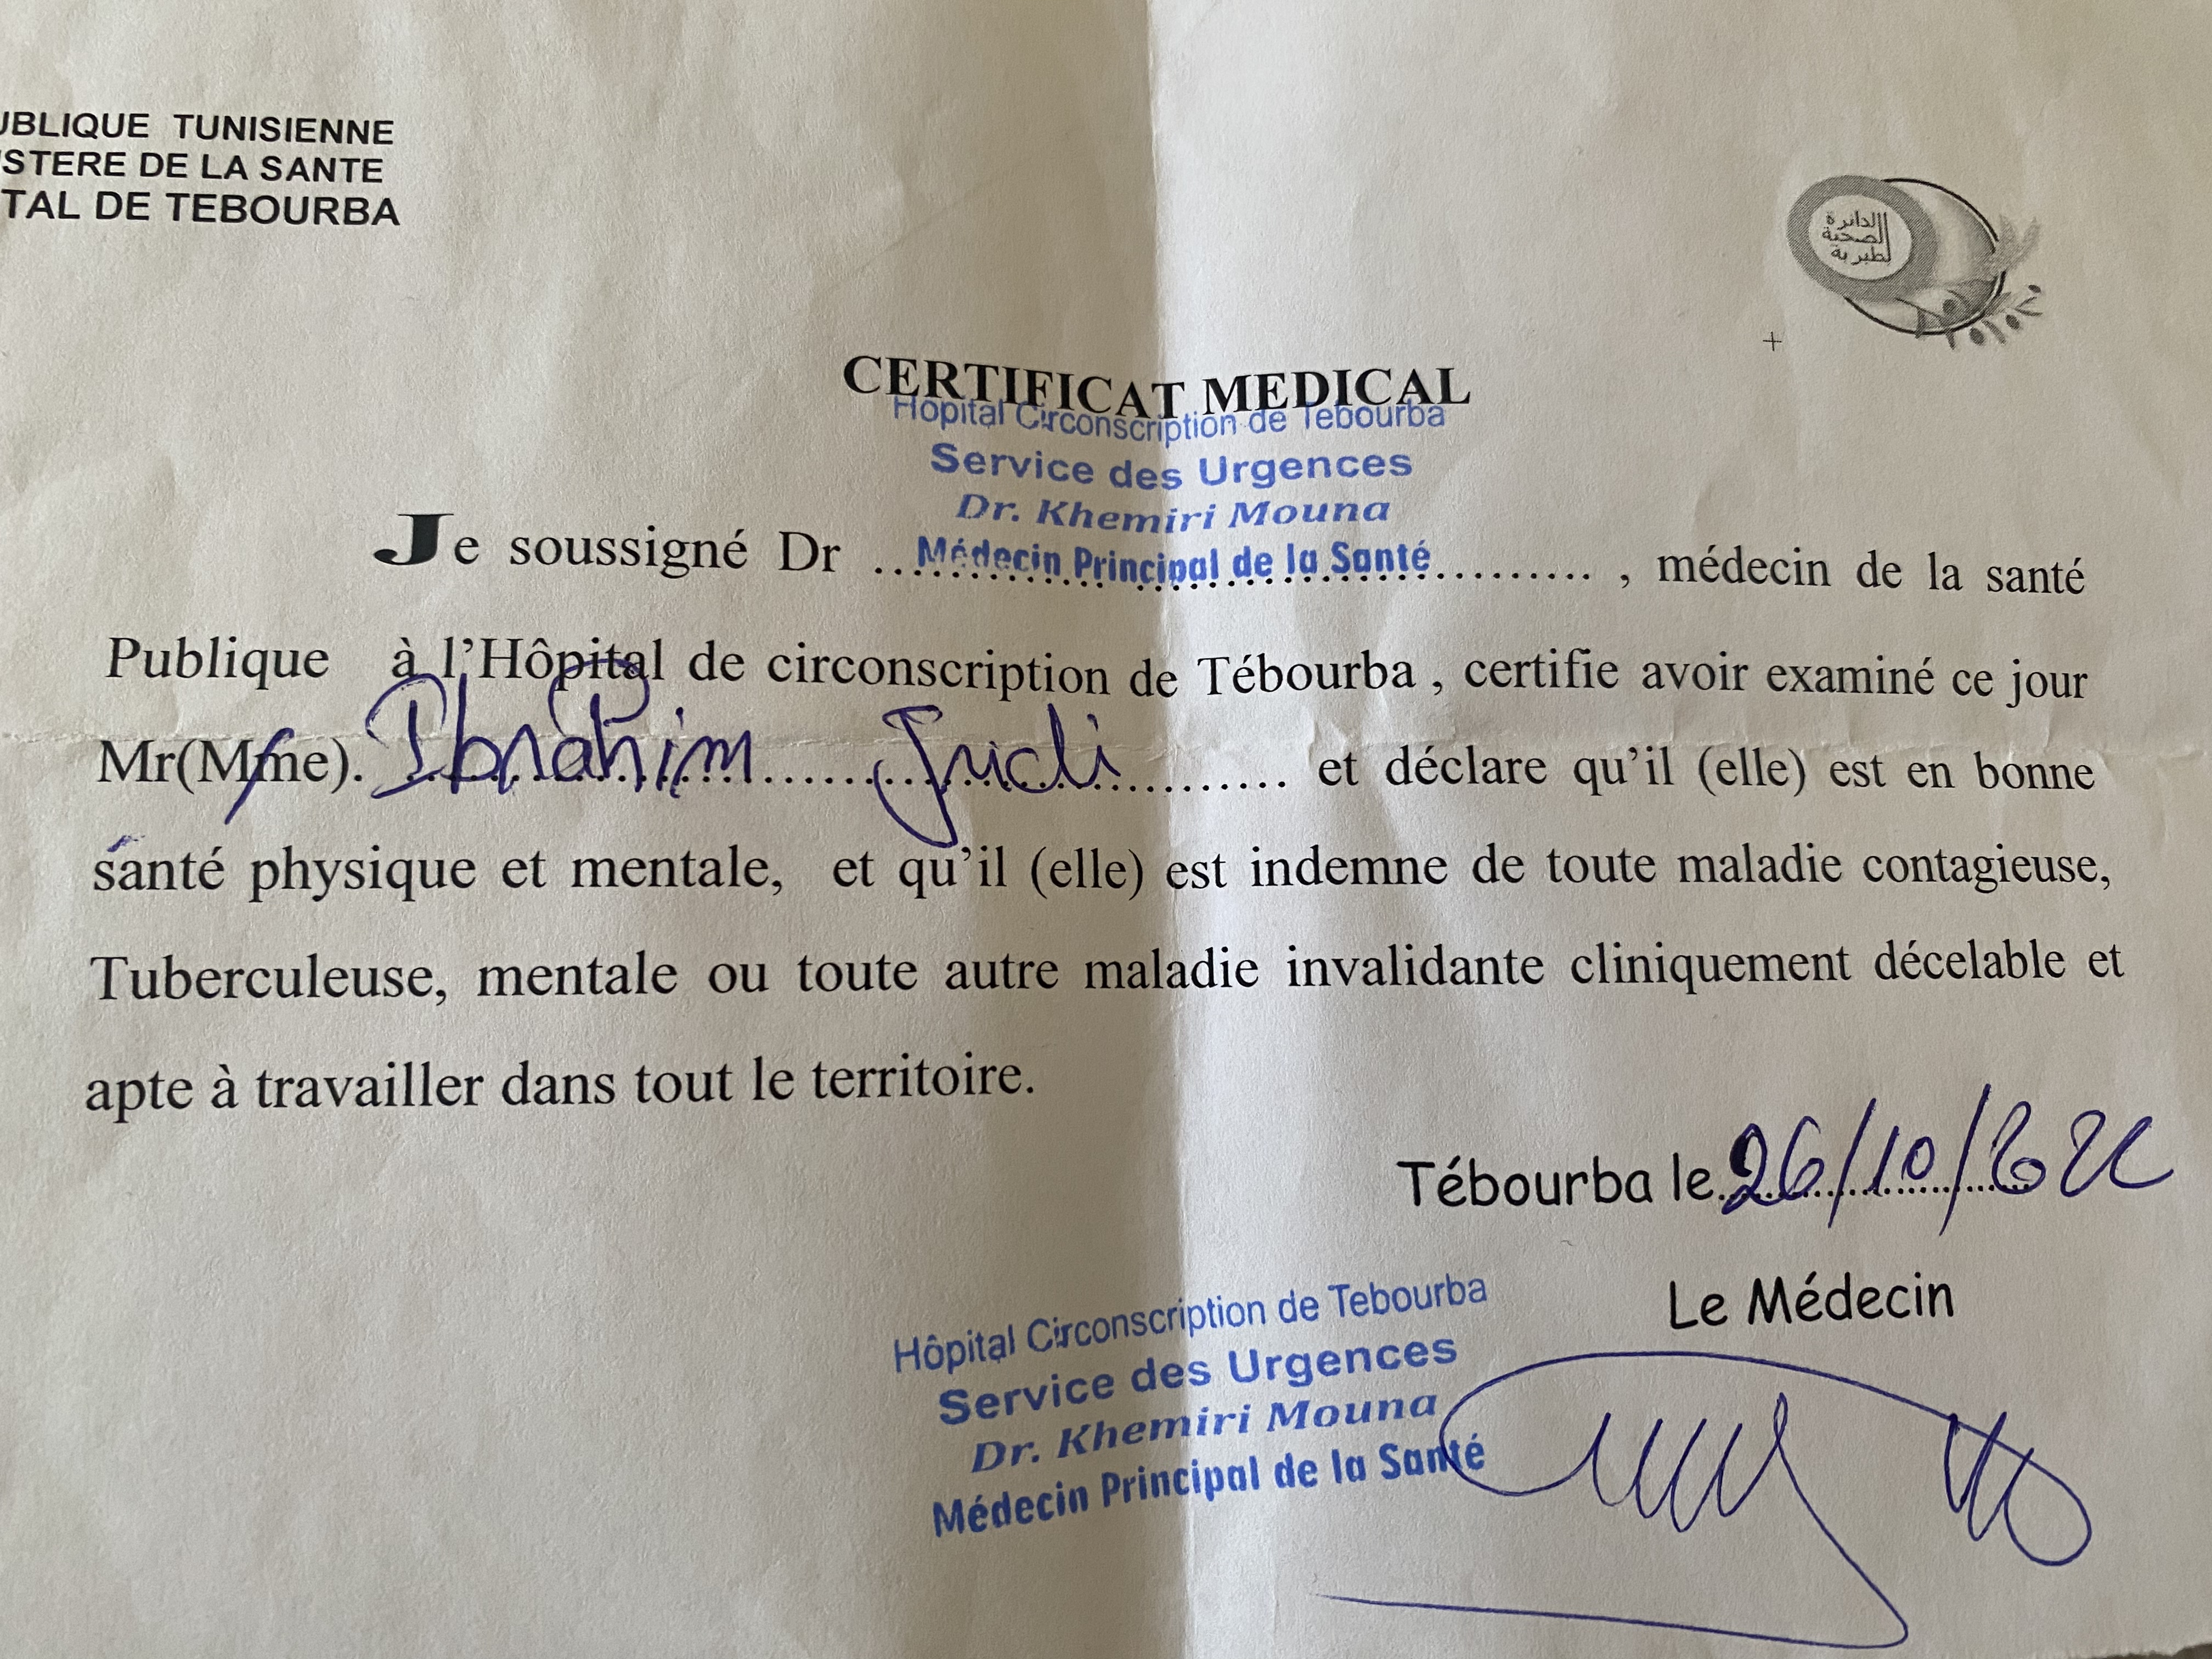 UBLIQUE TUNISIENNE
STERE DE LA SANTE
TAL DE TEBOURBA
الدائرة
الصحية
طبربة
CERTIFICAT MEDICAL
Hôpital Circonscription de Tebourba
Service des Urgences
Dr. Khemiri Mouna
Médecin Principal de la Santé
Je soussigné Dr .................................................. , médecin de la santé
Publique à l'Hôpital de circonscription de Tébourba , certifie avoir examiné ce jour
Mr(Mme). Ibrahim .................... et déclare qu'il (elle) est en bonne
santé physique et mentale, et qu'il (elle) est indemne de toute maladie contagieuse,
Tuberculeuse, mentale ou toute autre maladie invalidante cliniquement décelable et
apte à travailler dans tout le territoire.
Tébourba le 26/10/
Le Médecin
Hôpital Circonscription de Tebourba
Service des Urgences
Dr. Khemiri Mouna
Médecin Principal de la Santé